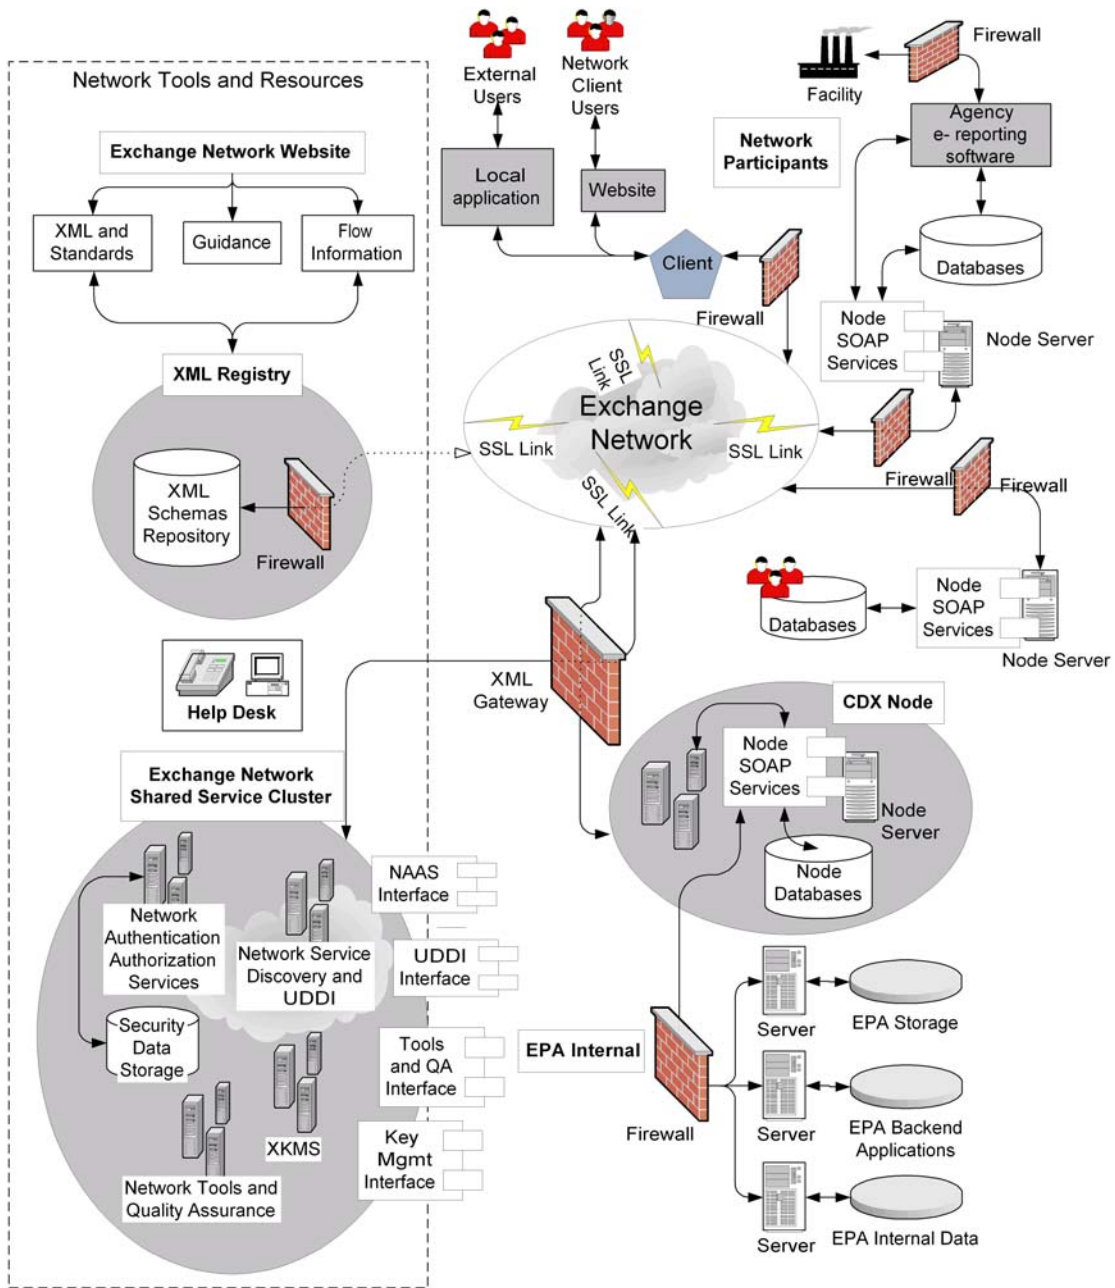 Network Tools and Resources
Exchange Network Website
XML and
Standards
Guidance
Flow
Information
XML Registry
XML
Schemas
Repository
Firewall
Help Desk
Exchange Network
Shared Service Cluster
Network
Authentication
Authorization
Services
Network Service
Discovery and
UDDI
Security
Data
Storage
XKMS
Network Tools and
Quality Assurance
NAAS
Interface
UDDI
Interface
Tools
and QA
Interface
Key
Mgmt
Interface
External
Users
Network
Client
Users
Local
application
Website
Client
Firewall
Network
Participants
Facility
Firewall
Agency
e- reporting
software
Databases
Node
SOAP
Services
Node Server
Firewall
Firewall
Exchange
Network
SSL
Link
SSL Link
SSL Link
SSL Link
Databases
Node
SOAP
Services
Node Server
XML
Gateway
CDX Node
Node
SOAP
Services
Node
Server
Node
Databases
EPA Internal
Firewall
Server
EPA Storage
Server
EPA Backend
Applications
Server
EPA Internal Data